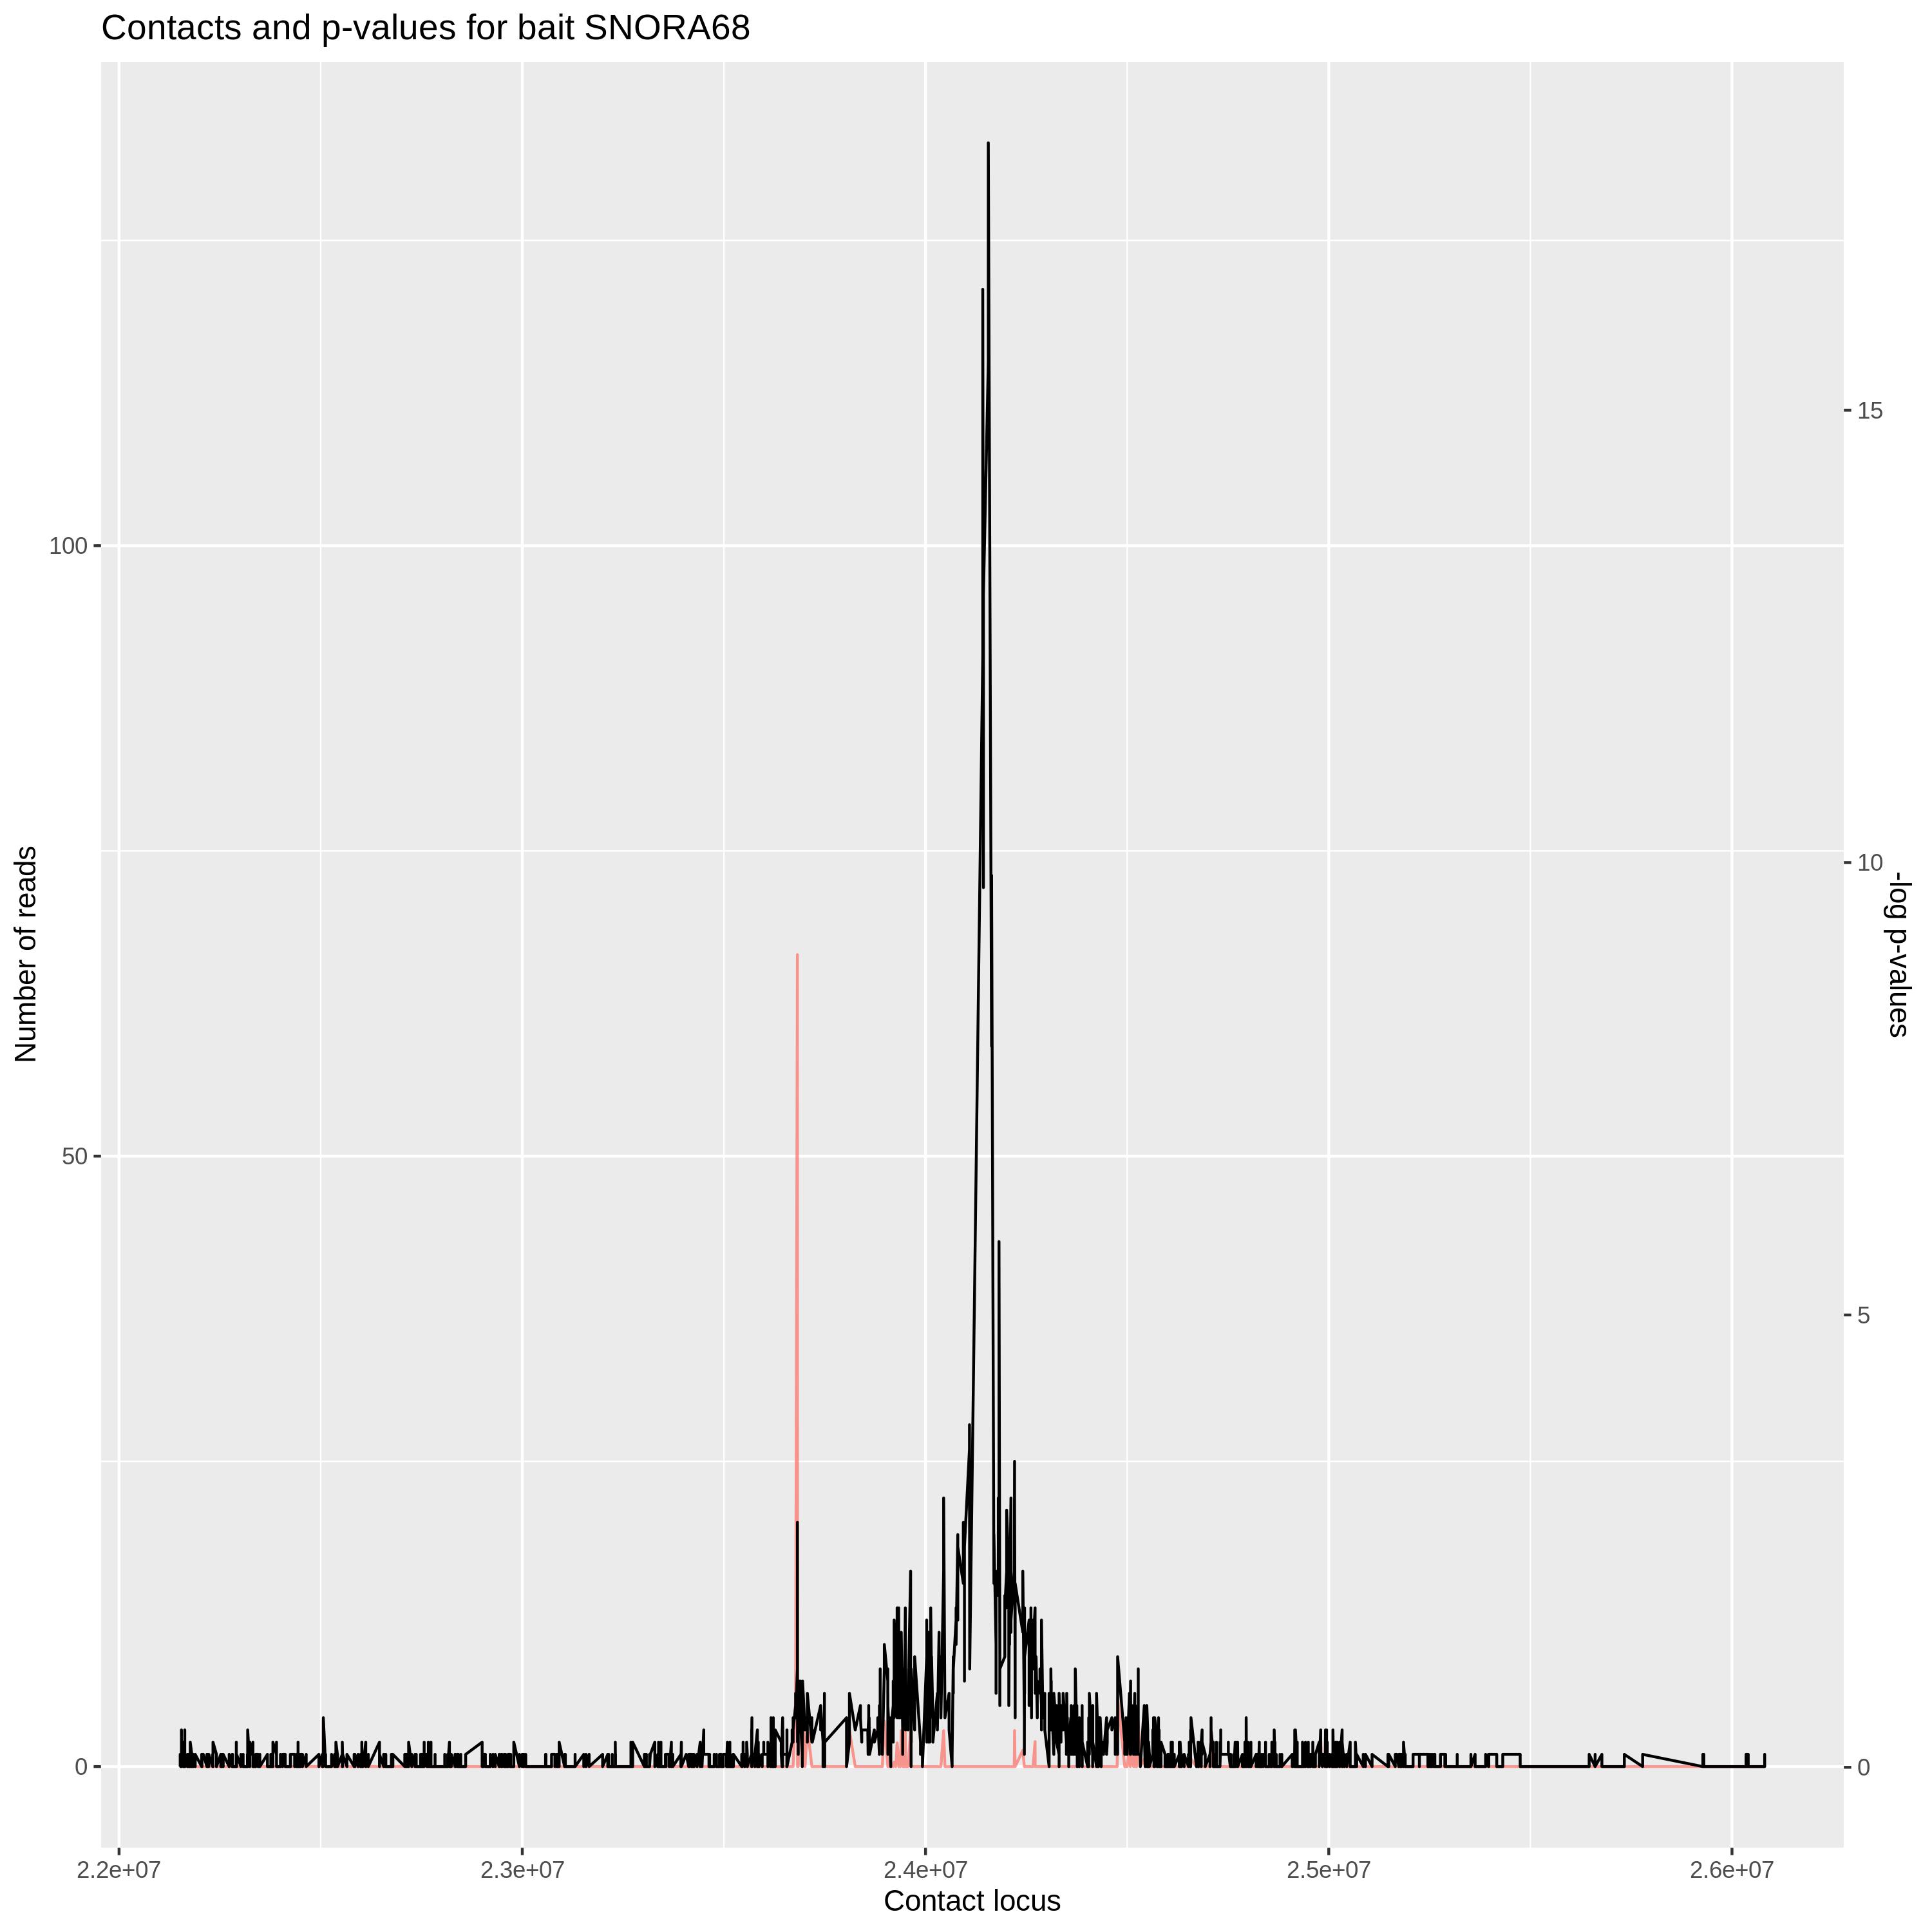 Contacts and p-values for bait SNORA68
Number of reads
100
50
0
15
10
5
0
-log p-values
2.2e+07
2.3e+07
2.4e+07
2.5e+07
2.6e+07
Contact locus